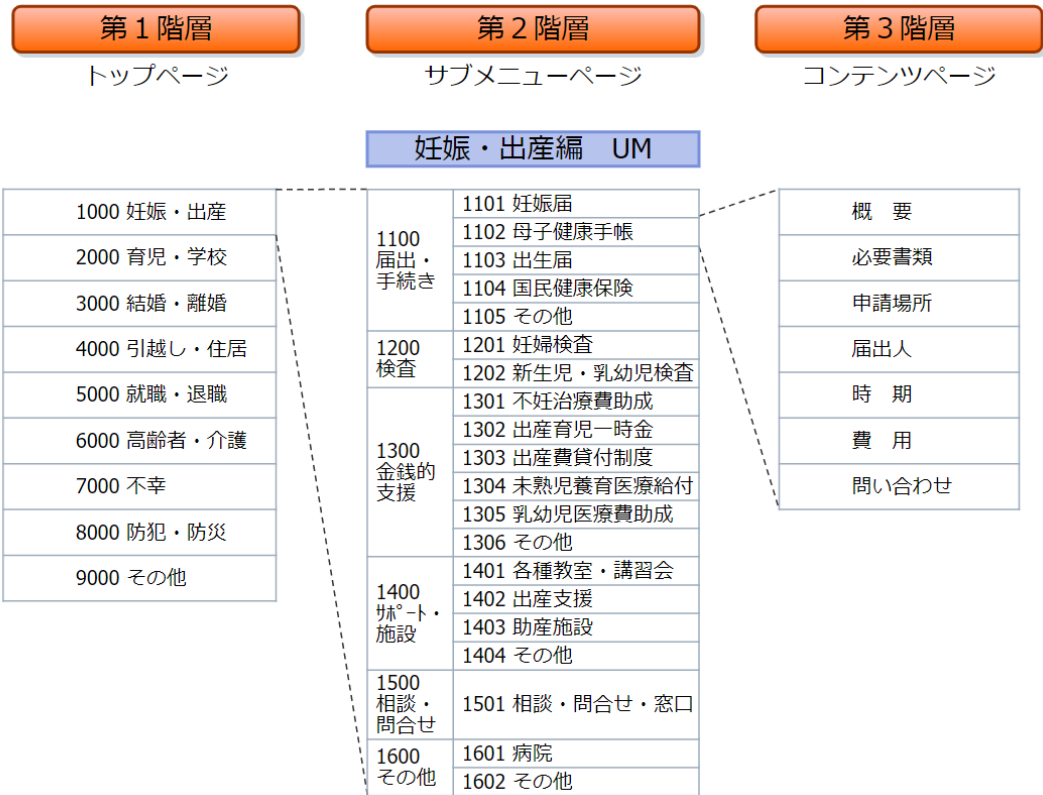 第１階層
トップページ
1000 妊娠・出産
2000 育児・学校
3000 結婚・離婚
4000 引越し・住居
5000 就職・退職
6000 高齢者・介護
7000 不幸
8000 防犯・防災
9000 その他
第２階層
サブメニューページ
妊娠・出産編　UM
1100
届出・
手続き
1101 妊娠届
1102 母子健康手帳
1103 出生届
1104 国民健康保険
1105 その他
1200
検査
1201 妊婦検査
1202 新生児・乳幼児検査
1300
金銭的
支援
1301 不妊治療費助成
1302 出産育児一時金
1303 出産費貸付制度
1304 未熟児養育医療給付
1305 乳幼児医療費助成
1306 その他
1400
ｻﾎﾟｰﾄ・
施設
1401 各種教室・講習会
1402 出産支援
1403 助産施設
1404 その他
1500
相談・
問合せ
1501 相談・問合せ・窓口
1600
その他
1601 病院
1602 その他
第３階層
コンテンツページ
概　要
必要書類
申請場所
届出人
時　期
費　用
問い合わせ